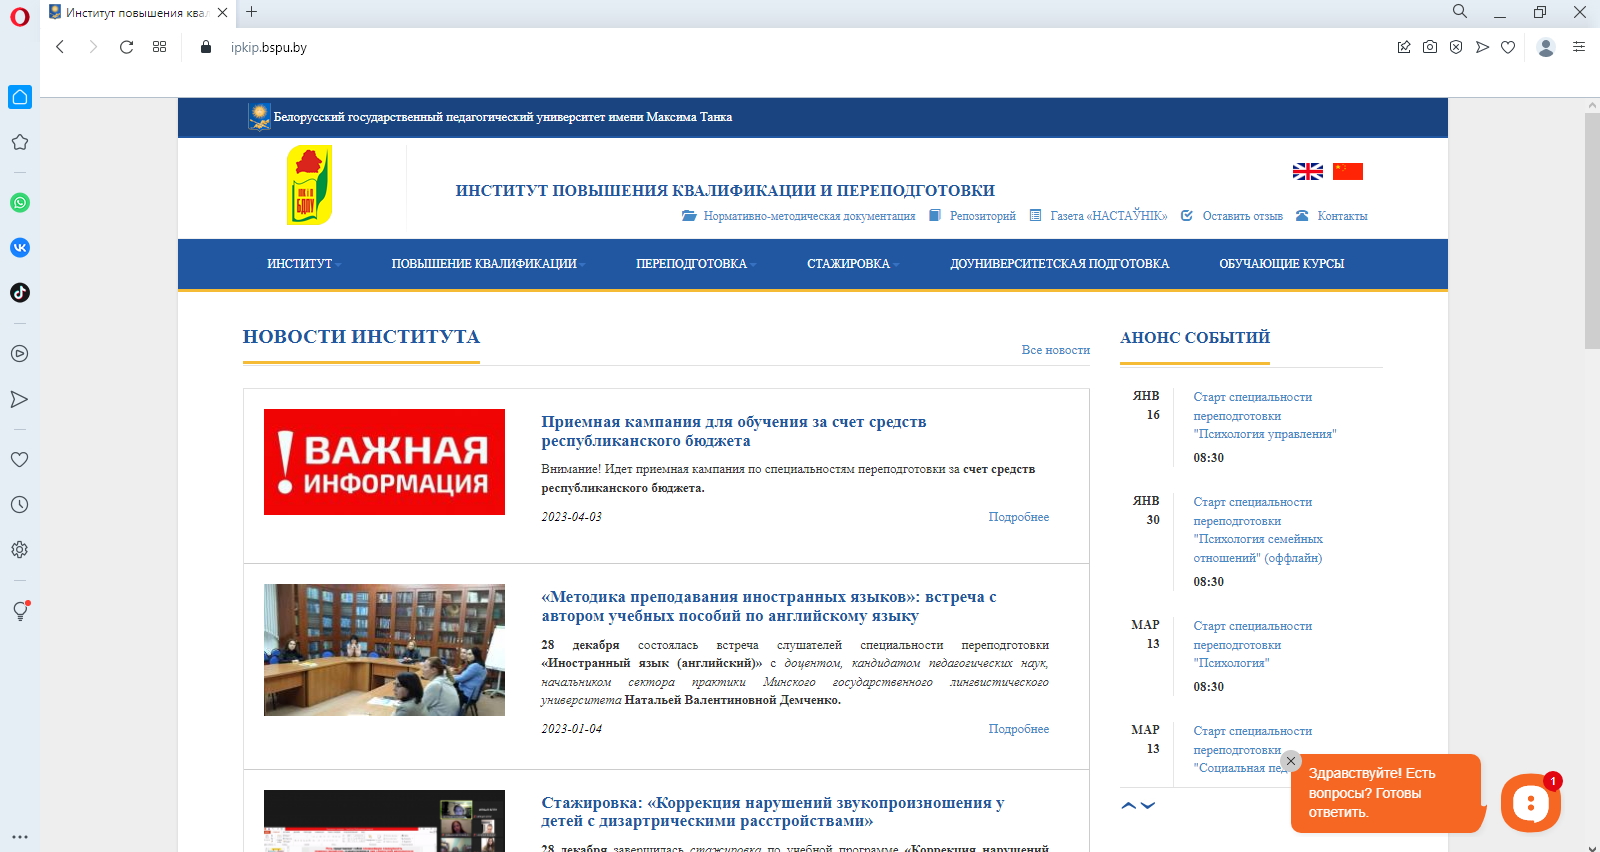 Институт повышения ква
ipkip.bspu.by
Белорусский государственный педагогический университет имени Максима Танка
БДПУ
ИНСТИТУТ ПОВЫШЕНИЯ КВАЛИФИКАЦИИ И ПЕРЕПОДГОТОВКИ
Нормативно-методическая документация Репозиторий Газета «НАСТАЎНІК» Оставить отзыв Контакты
ИНСТИТУТ ПОВЫШЕНИЕ КВАЛИФИКАЦИИ ПЕРЕПОДГОТОВКА СТАЖИРОВКА ДОУНИВЕРСИТЕТСКАЯ ПОДГОТОВКА ОБУЧАЮЩИЕ КУРСЫ
НОВОСТИ ИНСТИТУТА
Все новости
ВАЖНАЯ
ИНФОРМАЦИЯ
Приемная кампания для обучения за счет средств
республиканского бюджета
Внимание! Идет приемная кампания по специальностям переподготовки за счет средств
республиканского бюджета.
2023-04-03 Подробнее
«Методика преподавания иностранных языков»: встреча с
автором учебных пособий по английскому языку
28 декабря состоялась встреча слушателей специальности переподготовки
«Иностранный язык (английский)» с доцентом, кандидатом педагогических наук,
начальником сектора практики Минского государственного лингвистического
университета Натальей Валентиновной Демченко.
2023-01-04 Подробнее
Стажировка: «Коррекция нарушений звукопроизношения у
детей с дизартрическими расстройствами»
28 декабря завершилась стажировка по учебной программе «Коррекция нарушений
АНОНС СОБЫТИЙ
ЯНВ
16
Старт специальности
переподготовки
"Психология управления"
08:30
ЯНВ
30
Старт специальности
переподготовки
"Психология семейных
отношений" (оффлайн)
08:30
МАР
13
Старт специальности
переподготовки
"Психология"
08:30
МАР
13
Старт специальности
переподготовки
"Социальная пе
Здравствуйте! Есть
вопросы? Готовы
ответить.
1